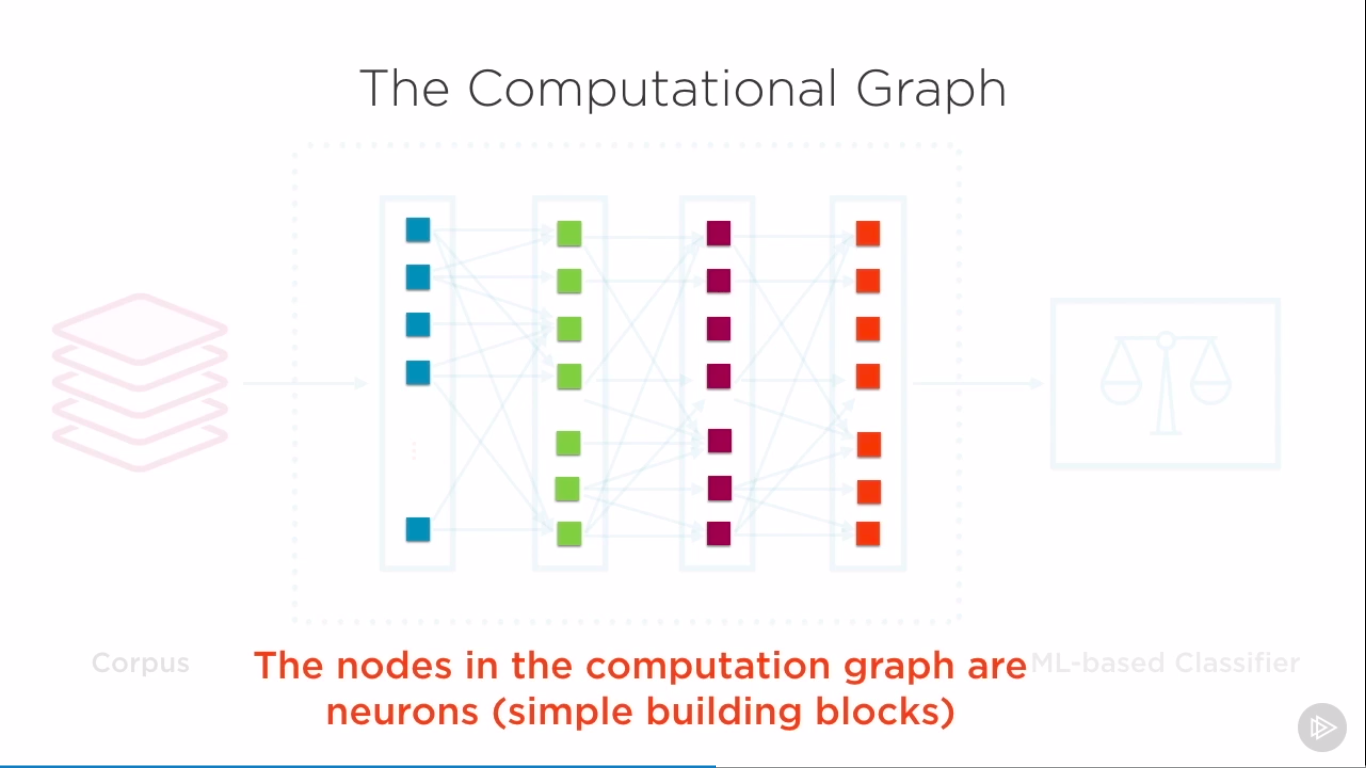 The Computational Graph
Corpus
The nodes in the computation graph are
neurons (simple building blocks)
ML-based Classifier